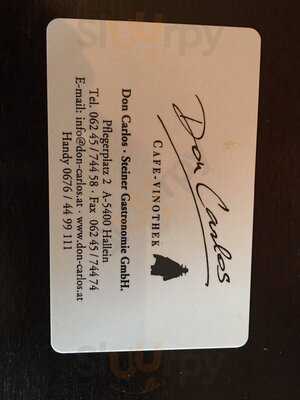 Don Carlos
CAFE-VINOTHEK
Don Carlos · Steiner Gastronomie GmbH.
Pflegerplatz 2 A-5400 Hallein
Tel. 062 45 / 744 58 · Fax 062 45 / 744 74
E-mail: info@don-carlos.at · www.don-carlos.at
Handy 0676 / 44 99 111